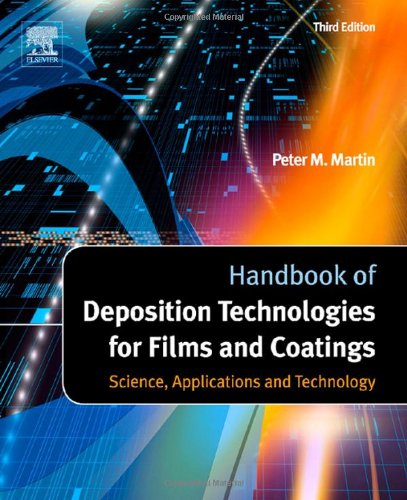 Third Edition
ELSEVIER
Peter M. Martin
Handbook of
Deposition Technologies
for Films and Coatings
Science, Applications and Technology